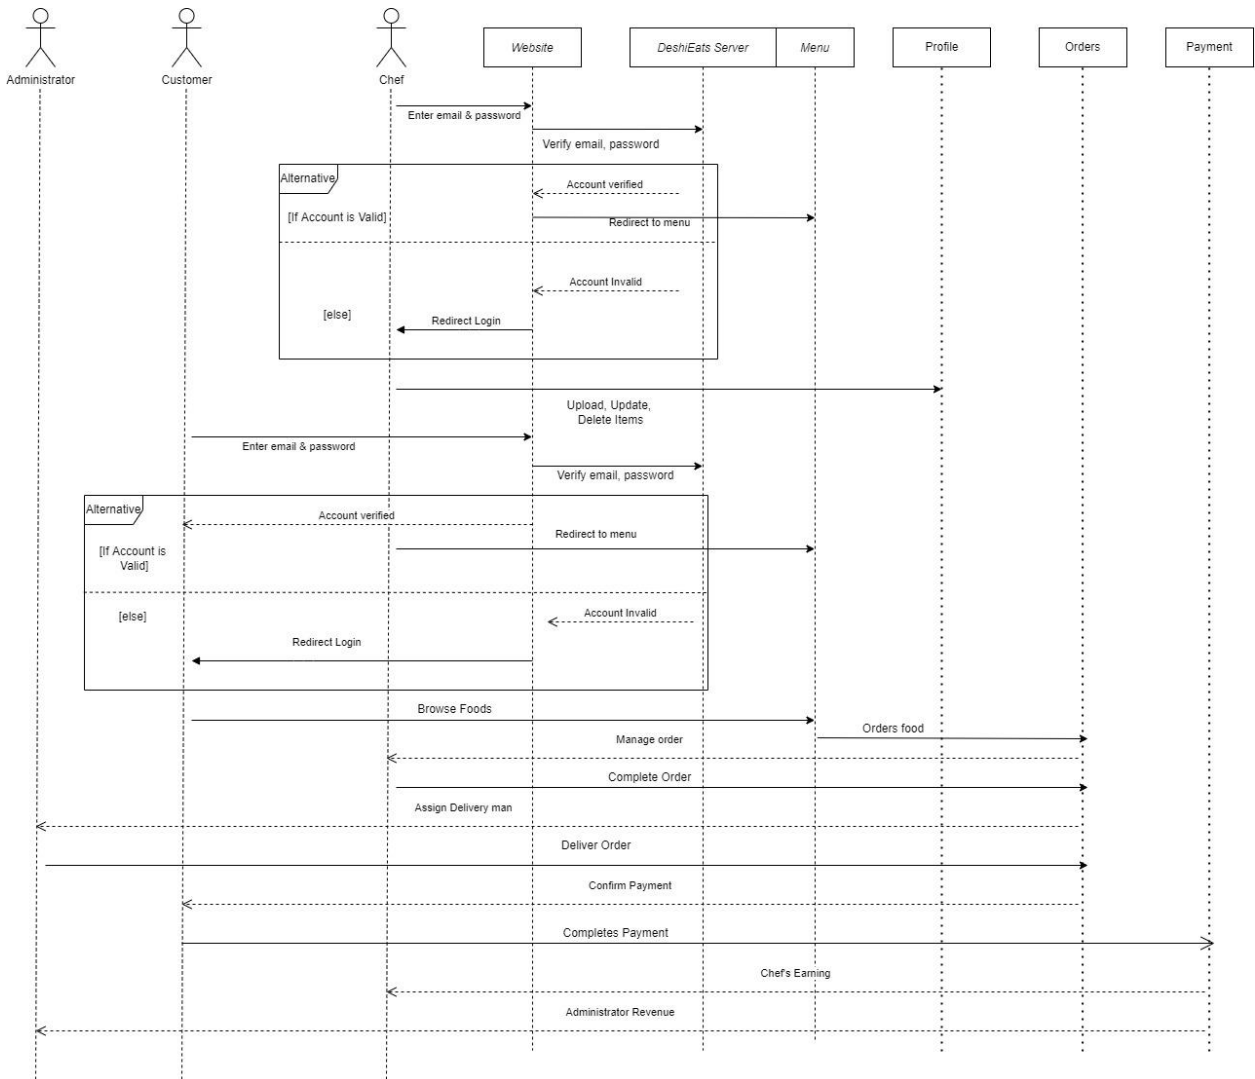 Administrator
Customer
Chef
Website
DeshiEats Server
Menu
Profile
Orders
Payment
Enter email & password
Verify email, password
Alternative
Account verified
[If Account is Valid]
Redirect to menu
Account Invalid
[else]
Redirect Login
Upload, Update,
Delete Items
Enter email & password
Verify email, password
Alternative
Account verified
Redirect to menu
[If Account is
Valid]
Account Invalid
[else]
Redirect Login
Browse Foods
Orders food
Manage order
Complete Order
Assign Delivery man
Deliver Order
Confirm Payment
Completes Payment
Chef's Earning
Administrator Revenue